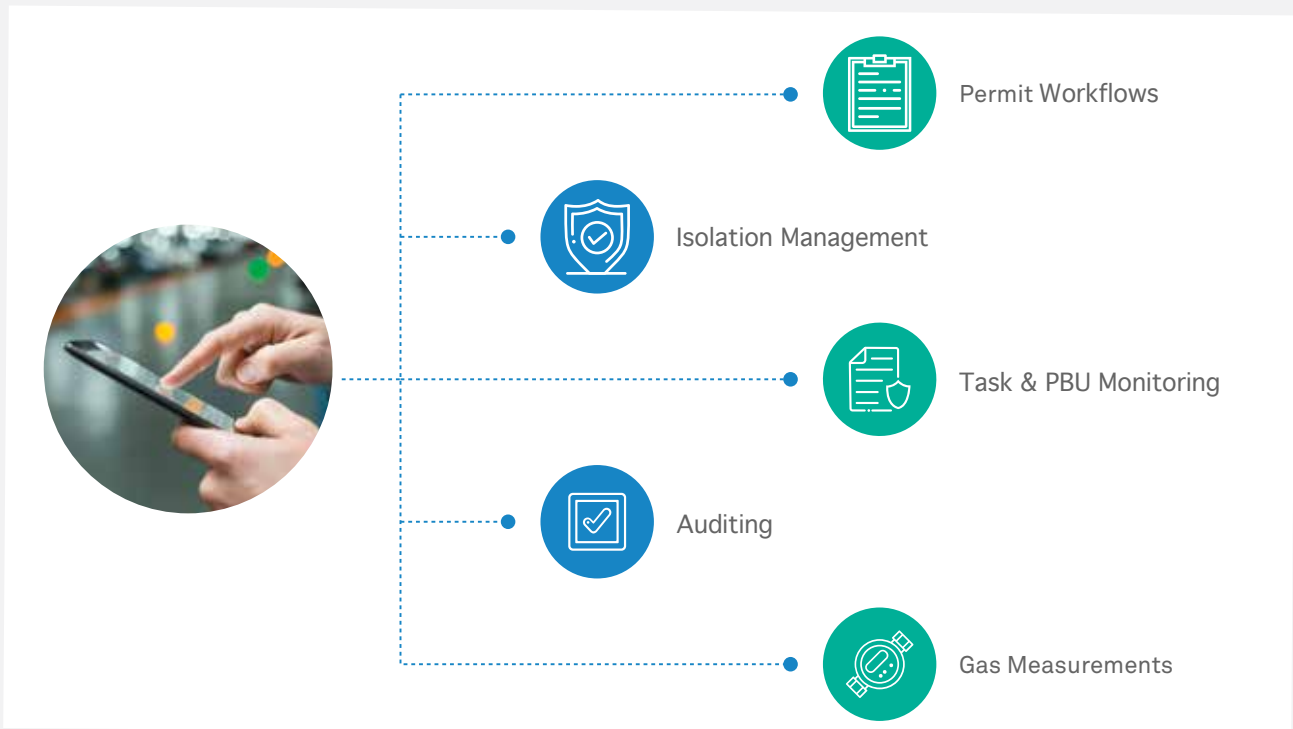 Permit Workflows
Isolation Management
Task & PBU Monitoring
Auditing
Gas Measurements